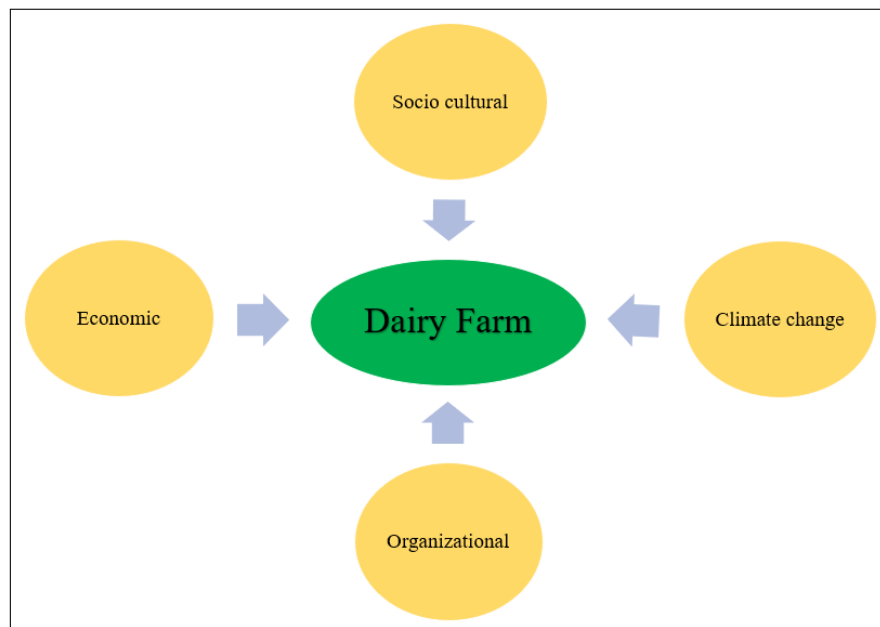 Socio cultural
Economic
Dairy Farm
Climate change
Organizational